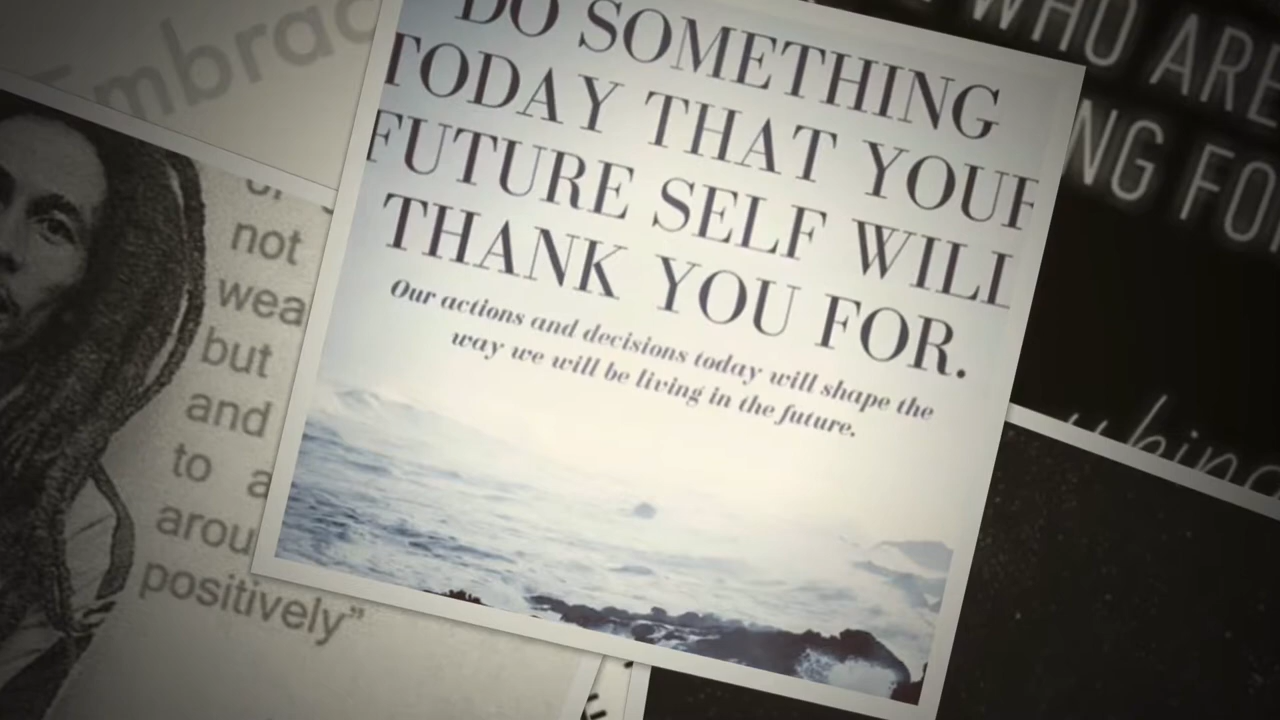 Embrac
DO SOMETHING
TODAY THAT YOUR
FUTURE SELF WILL
THANK YOU FOR.
Our actions and decisions today will shape the
way we will be living in the future.
not
wea
but
and
to a
arou
positively”
WHO ARE
NG FO